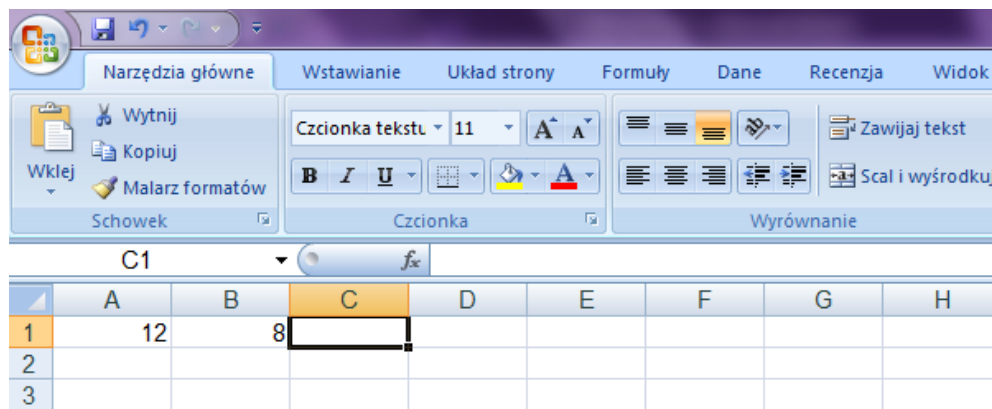 Narzędzia główne Wstawianie Układ strony Formuły Dane Recenzja Widok
Wklej
Wytnij
Kopiuj
Malarz formatów
Schowek
Czcionka tekstu 11 A A
B I U A
Czcionka
Zawijaj tekst
Scal i wyśrodkuj
Wyrównanie
C1 fx
A B C D E F G H
1 12 8
2
3